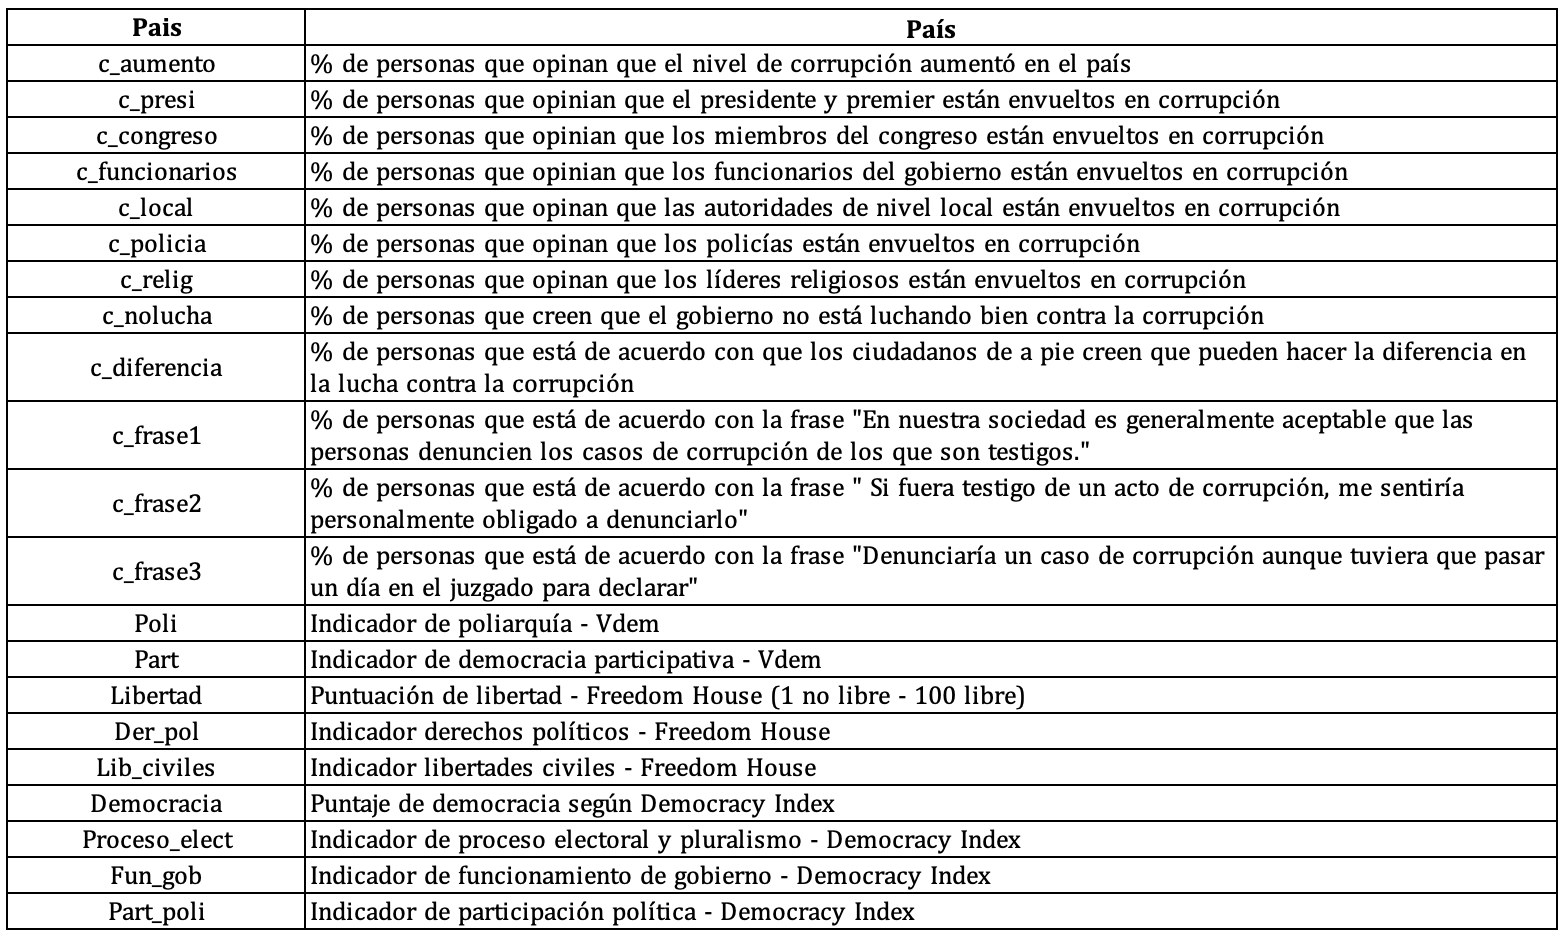 Pais País
c_aumento % de personas que opinan que el nivel de corrupción aumentó en el país
c_presi % de personas que opinian que el presidente y premier están envueltos en corrupción
c_congreso % de personas que opinian que los miembros del congreso están envueltos en corrupción
c_funcionarios % de personas que opinian que los funcionarios del gobierno están envueltos en corrupción
c_local % de personas que opinan que las autoridades de nivel local están envueltos en corrupción
c_policia % de personas que opinan que los policías están envueltos en corrupción
c_relig % de personas que opinan que los líderes religiosos están envueltos en corrupción
c_nolucha % de personas que creen que el gobierno no está luchando bien contra la corrupción
c_diferencia % de personas que está de acuerdo con que los ciudadanos de a pie creen que pueden hacer la diferencia en
la lucha contra la corrupción
c_frase1 % de personas que está de acuerdo con la frase "En nuestra sociedad es generalmente aceptable que las
personas denuncien los casos de corrupción de los que son testigos."
c_frase2 % de personas que está de acuerdo con la frase " Si fuera testigo de un acto de corrupción, me sentiría
personalmente obligado a denunciarlo"
c_frase3 % de personas que está de acuerdo con la frase "Denunciaría un caso de corrupción aunque tuviera que pasar
un día en el juzgado para declarar"
Poli Indicador de poliarquía - Vdem
Part Indicador de democracia participativa - Vdem
Libertad Puntuación de libertad - Freedom House (1 no libre - 100 libre)
Der_pol Indicador derechos políticos - Freedom House
Lib_civiles Indicador libertades civiles - Freedom House
Democracia Puntaje de democracia según Democracy Index
Proceso_elect Indicador de proceso electoral y pluralismo - Democracy Index
Fun_gob Indicador de funcionamiento de gobierno - Democracy Index
Part_poli Indicador de participación política - Democracy Index